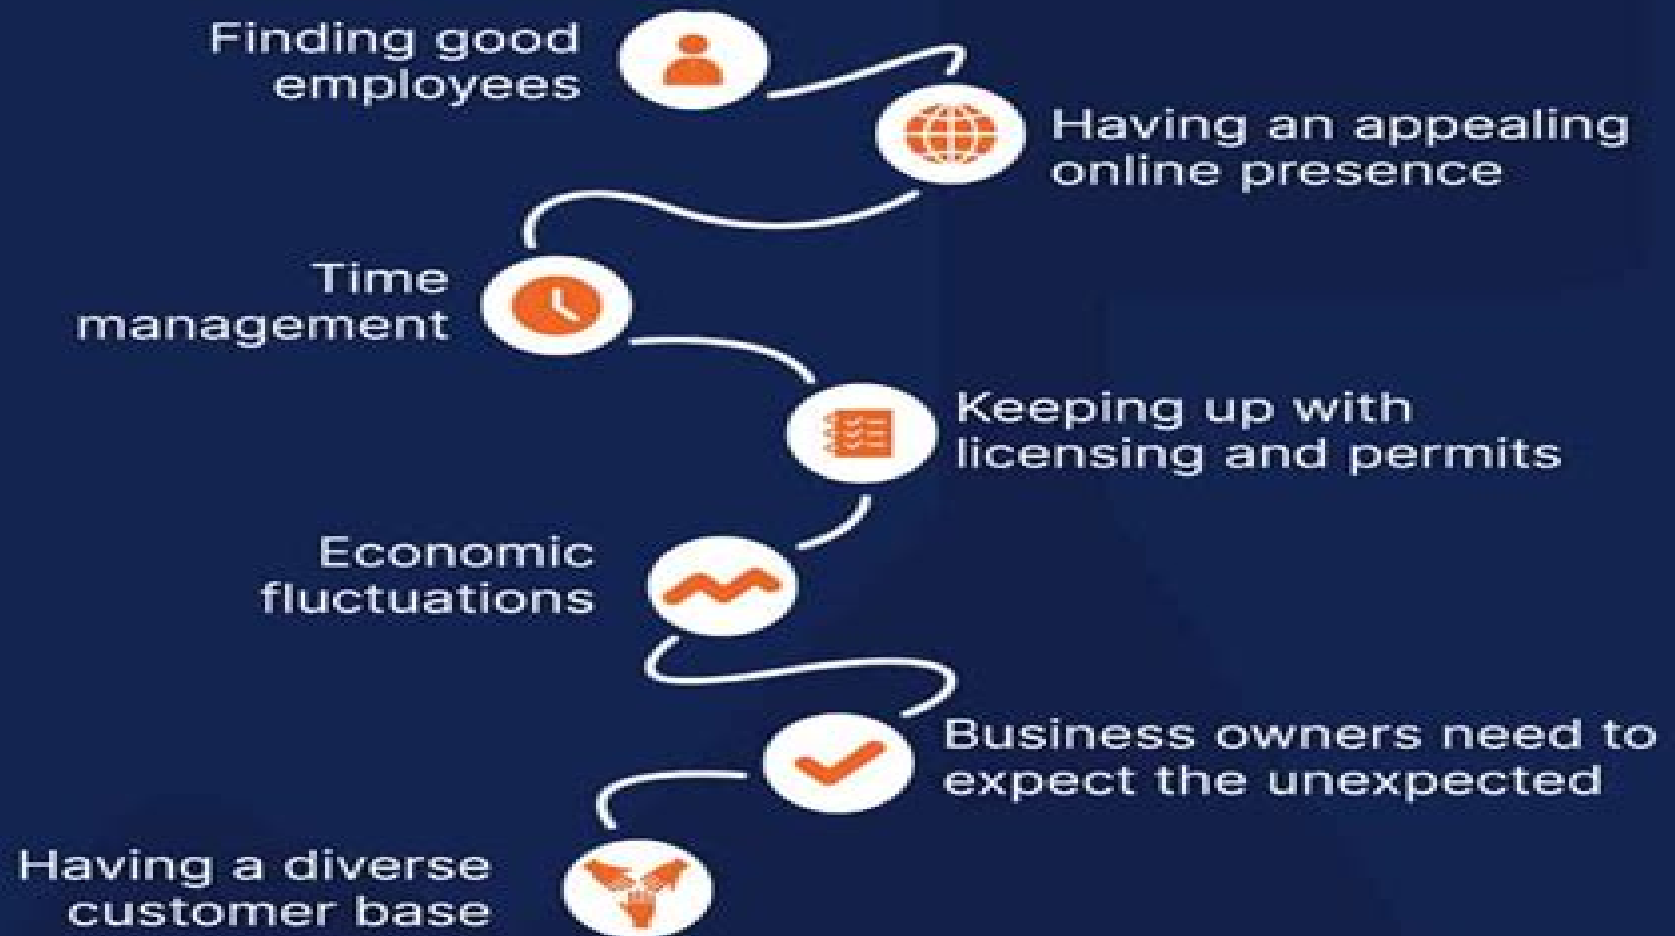 Finding good
employees
Having an appealing
online presence
Time
management
Keeping up with
licensing and permits
Economic
fluctuations
Business owners need to
expect the unexpected
Having a diverse
customer base